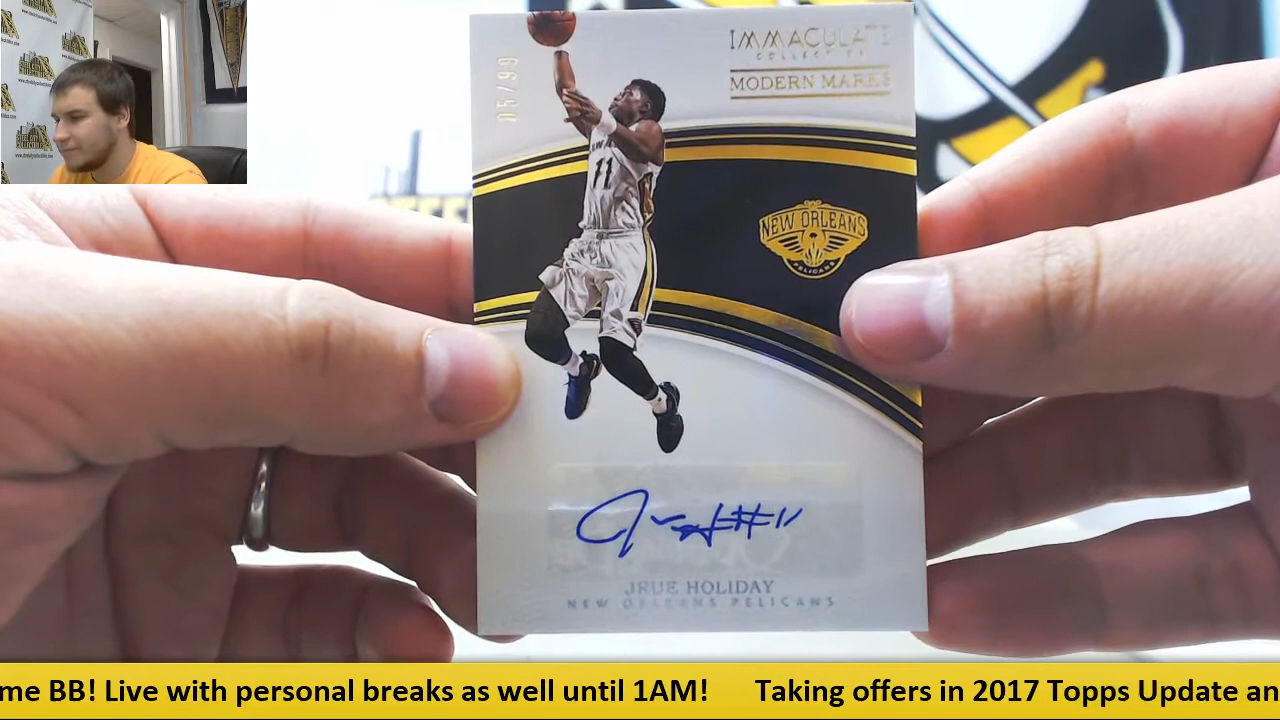 05/99
IMMACULATE
COLLECTION
MODERN MARKS
11
NEW ORLEANS
PELICANS
#11
JRUE HOLIDAY
NEW ORLEANS PELICANS
me BB! Live with personal breaks as well until 1AM! Taking offers in 2017 Topps Update an